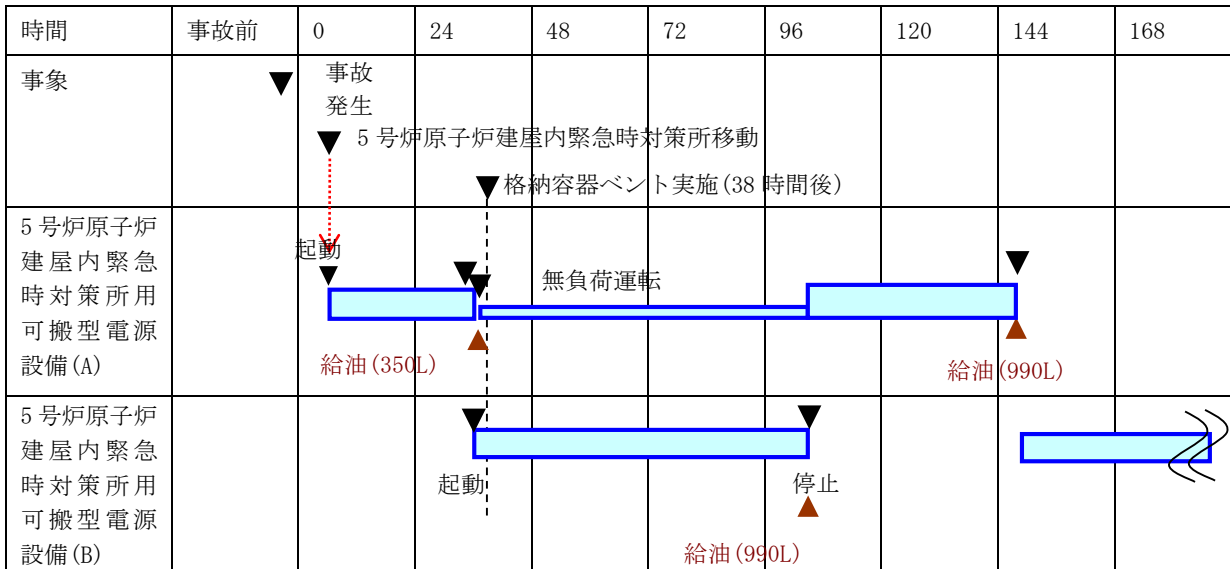 時間 事故前 0 24 48 72 96 120 144 168
事象
事故
発生
5号炉原子炉建屋内緊急時対策所移動
格納容器ベント実施(38時間後)
5号炉原子炉
建屋内緊急
時対策所用
可搬型電源
設備(A)
起動
無負荷運転
給油(350L)
給油(990L)
5号炉原子炉
建屋内緊急
時対策所用
可搬型電源
設備(B)
起動
停止
給油(990L)